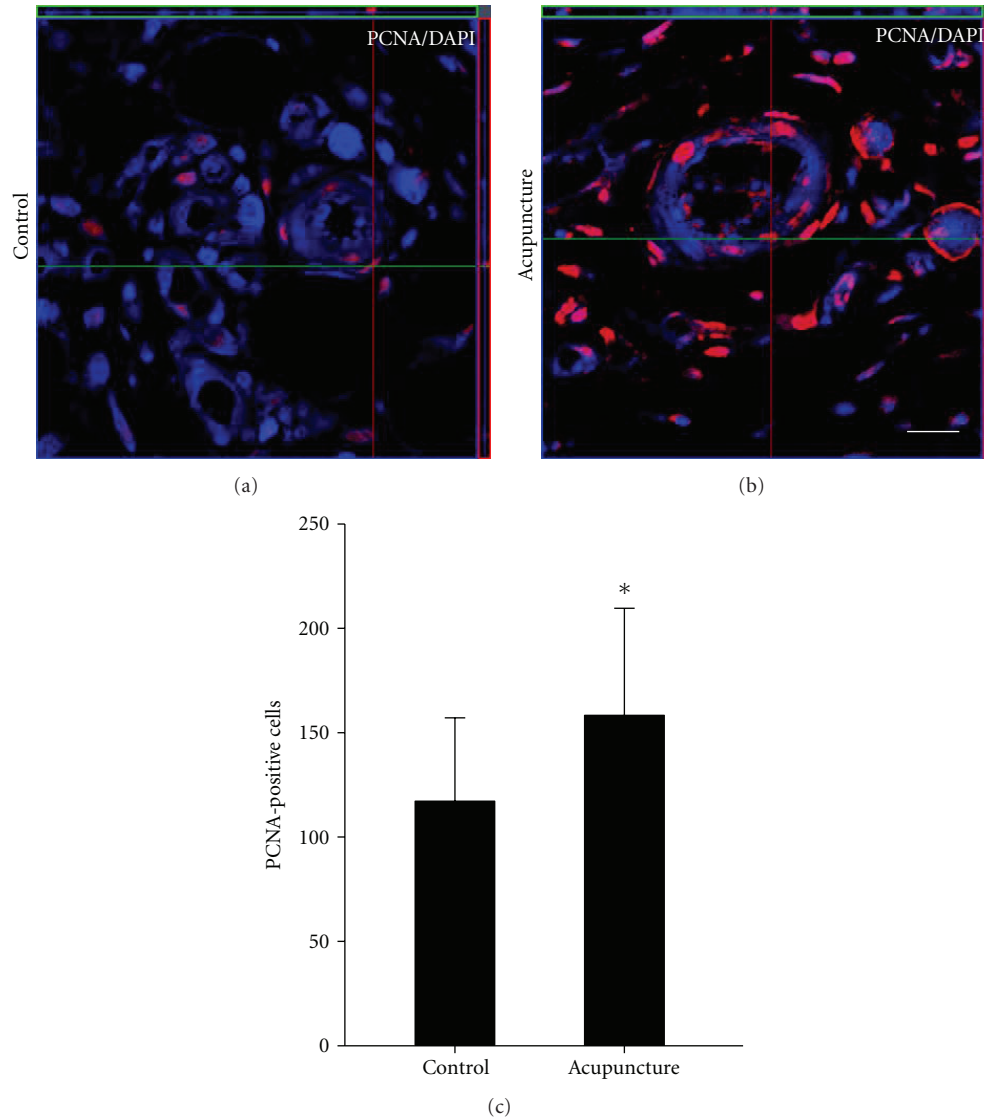 PCNA/DAPI
Control
(a)
PCNA/DAPI
Acupuncture
(b)
250
200
150
100
50
0
PCNA-positive cells
*
Control
Acupuncture
(c)